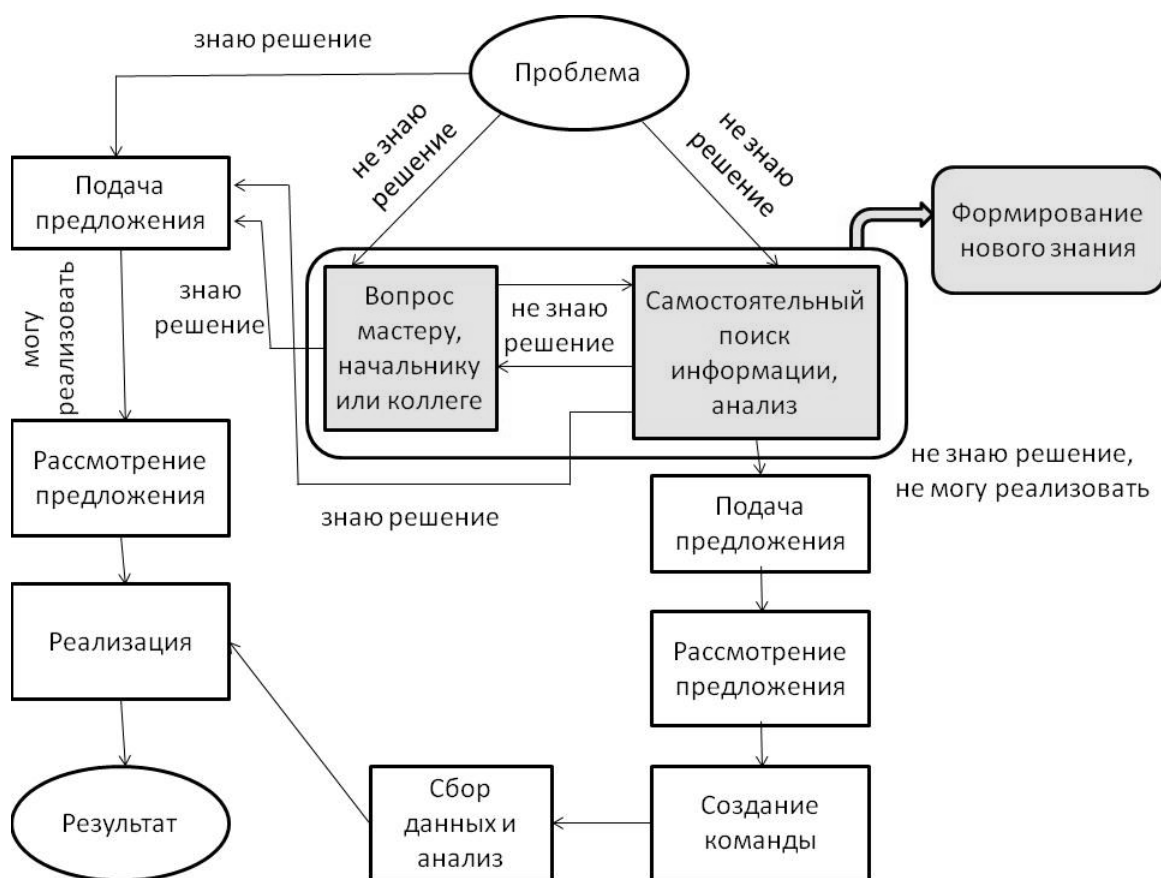 знаю решение
Проблема
не знаю
решение
не знаю
решение
Подача
предложения
Формирование
нового знания
могу
реализовать
знаю
решение
Вопрос
мастеру,
начальнику
или коллеге
не знаю
решение
Самостоятельный
поиск
информации,
анализ
Рассмотрение
предложения
знаю решение
не знаю решение,
не могу реализовать
Подача
предложения
Реализация
Рассмотрение
предложения
Результат
Сбор
данных и
анализ
Создание
команды